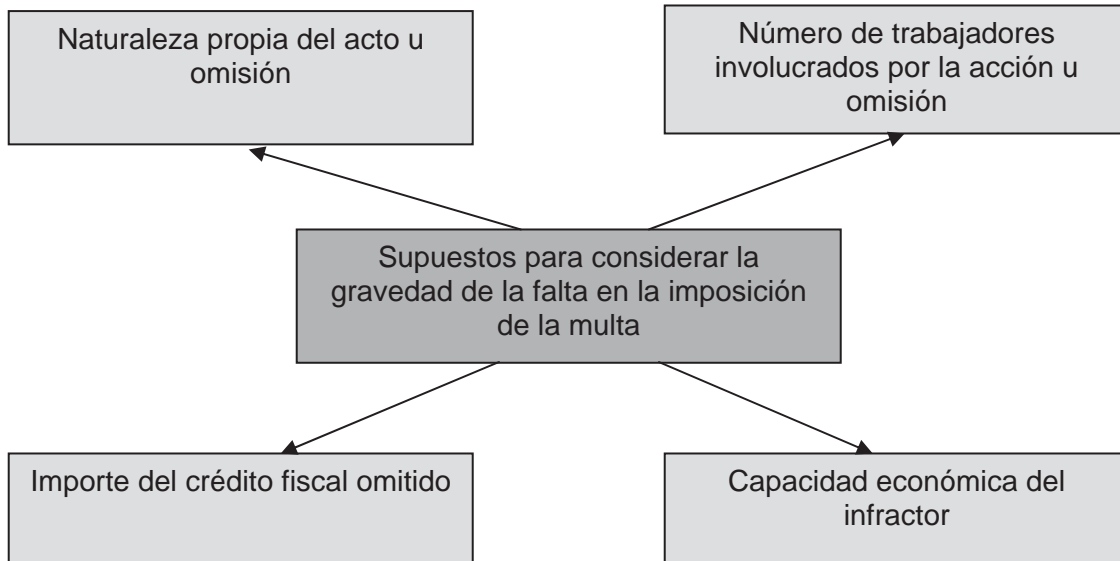 Naturaleza propia del acto u
omisión
Número de trabajadores
involucrados por la acción u
omisión
Supuestos para considerar la
gravedad de la falta en la imposición
de la multa
Importe del crédito fiscal omitido
Capacidad económica del
infractor